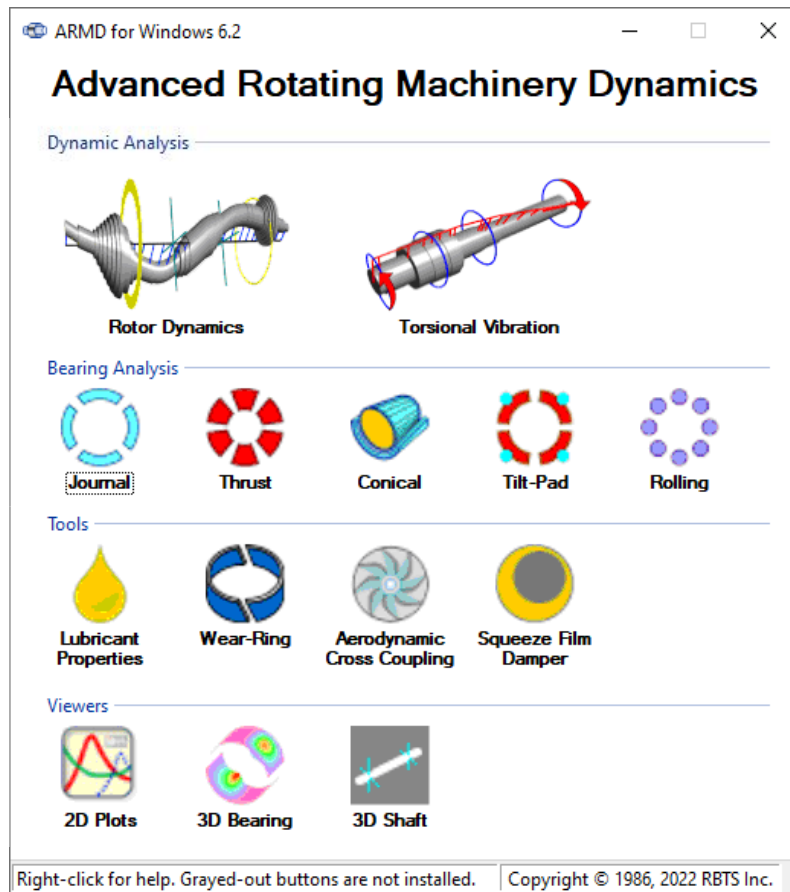 ARMD for Windows 6.2
Advanced Rotating Machinery Dynamics
Dynamic Analysis
Rotor Dynamics
Torsional Vibration
Bearing Analysis
Journal
Thrust
Conical
Tilt-Pad
Rolling
Tools
Lubricant
Properties
Wear-Ring
Aerodynamic
Cross Coupling
Squeeze Film
Damper
Viewers
2D Plots
3D Bearing
3D Shaft
Right-click for help. Grayed-out buttons are not installed.
Copyright © 1986, 2022 RBTS Inc.